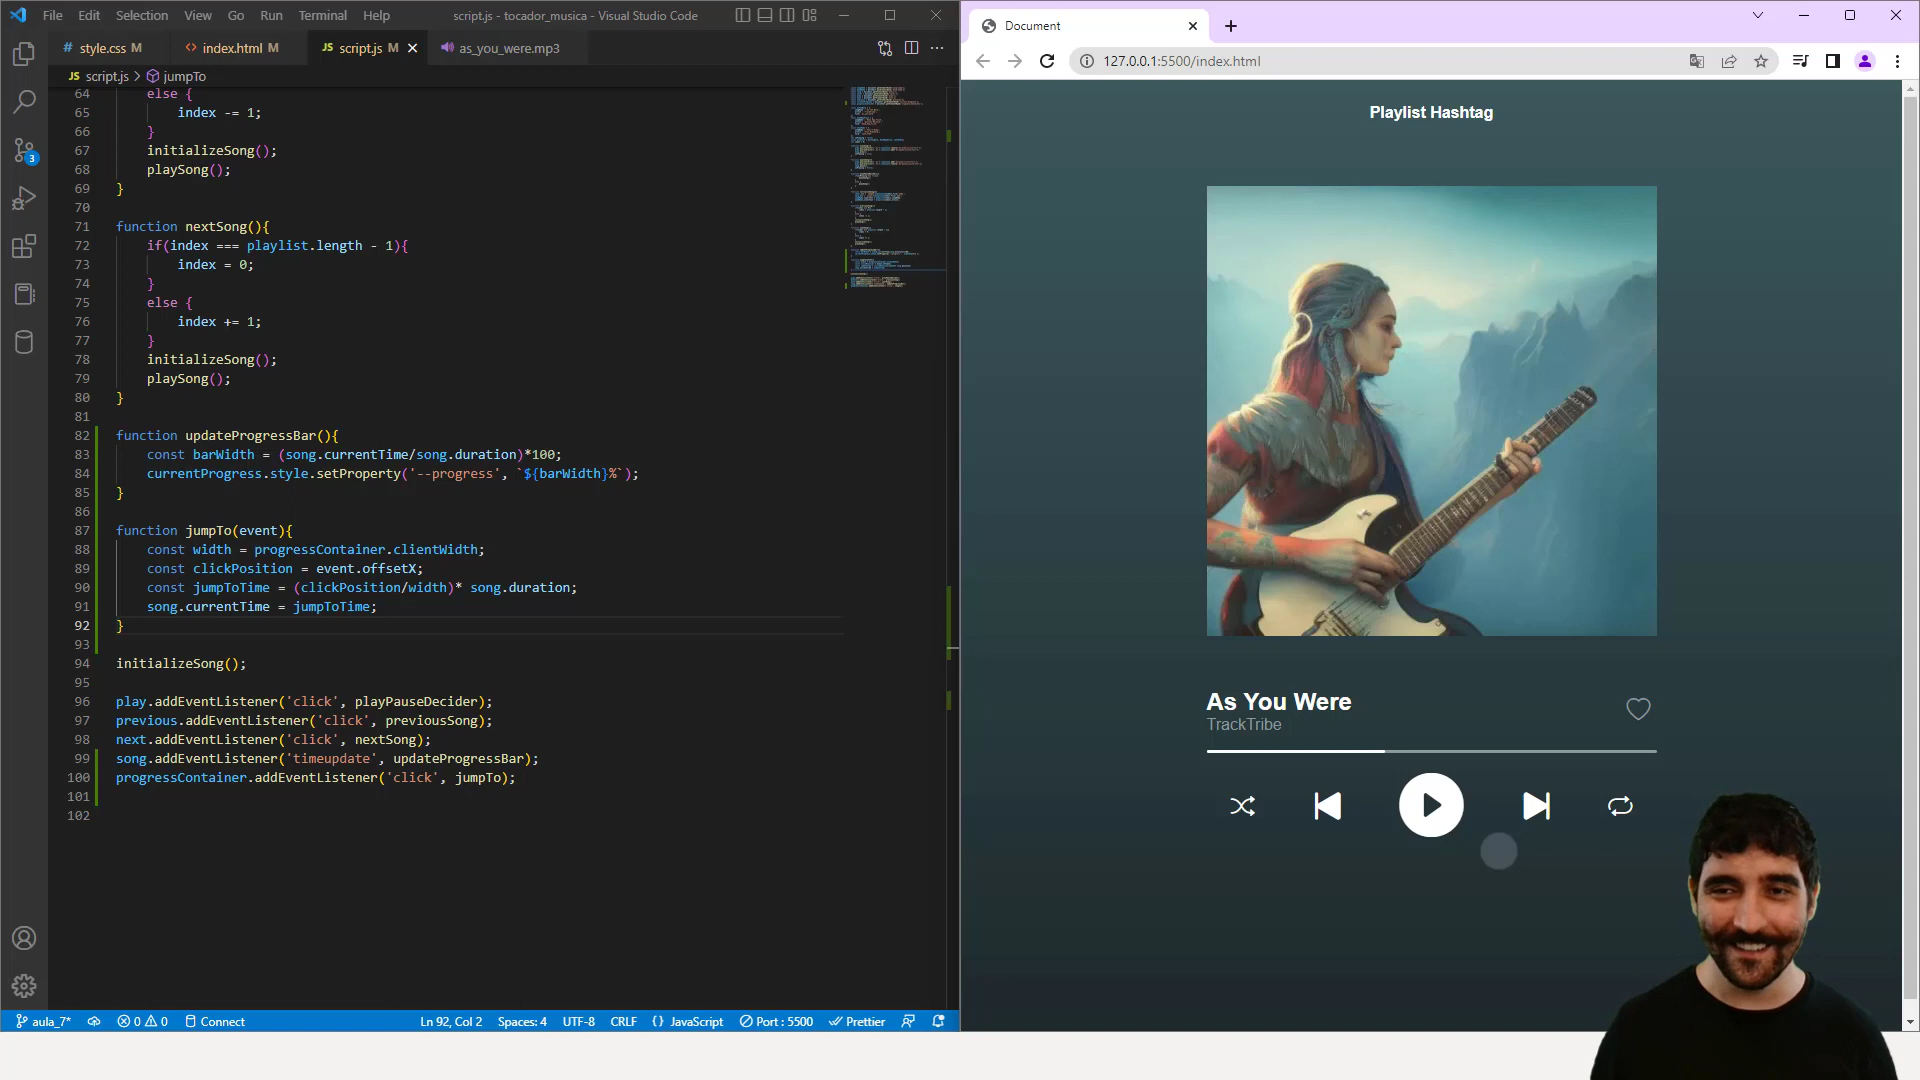 File Edit Selection View Go Run Terminal Help
script.js - tocador_musica - Visual Studio Code
# style.css M
<> index.html M
JS script.js M
as_you_were.mp3
JS script.js > jumpTo
64 else {
65 index -= 1;
66 }
67 initializeSong();
68 playSong();
69 }
70
71 function nextSong(){
72 if(index === playlist.length - 1){
73 index = 0;
74 }
75 else {
76 index += 1;
77 }
78 initializeSong();
79 playSong();
80 }
81
82 function updateProgressBar(){
83 const barWidth = (song.currentTime/song.duration)*100;
84 currentProgress.style.setProperty('--progress', `${barWidth}%`);
85 }
86
87 function jumpTo(event){
88 const width = progressContainer.clientWidth;
89 const clickPosition = event.offsetX;
90 const jumpToTime = (clickPosition/width)* song.duration;
91 song.currentTime = jumpToTime;
92 }
93
94 initializeSong();
95
96 play.addEventListener('click', playPauseDecider);
97 previous.addEventListener('click', previousSong);
98 next.addEventListener('click', nextSong);
99 song.addEventListener('timeupdate', updateProgressBar);
100 progressContainer.addEventListener('click', jumpTo);
101
102
3
aula_7* 0 0 Connect Ln 92, Col 2 Spaces: 4 UTF-8 CRLF {} JavaScript Port : 5500 Prettier
Document
127.0.0.1:5500/index.html
Playlist Hashtag
As You Were
TrackTribe